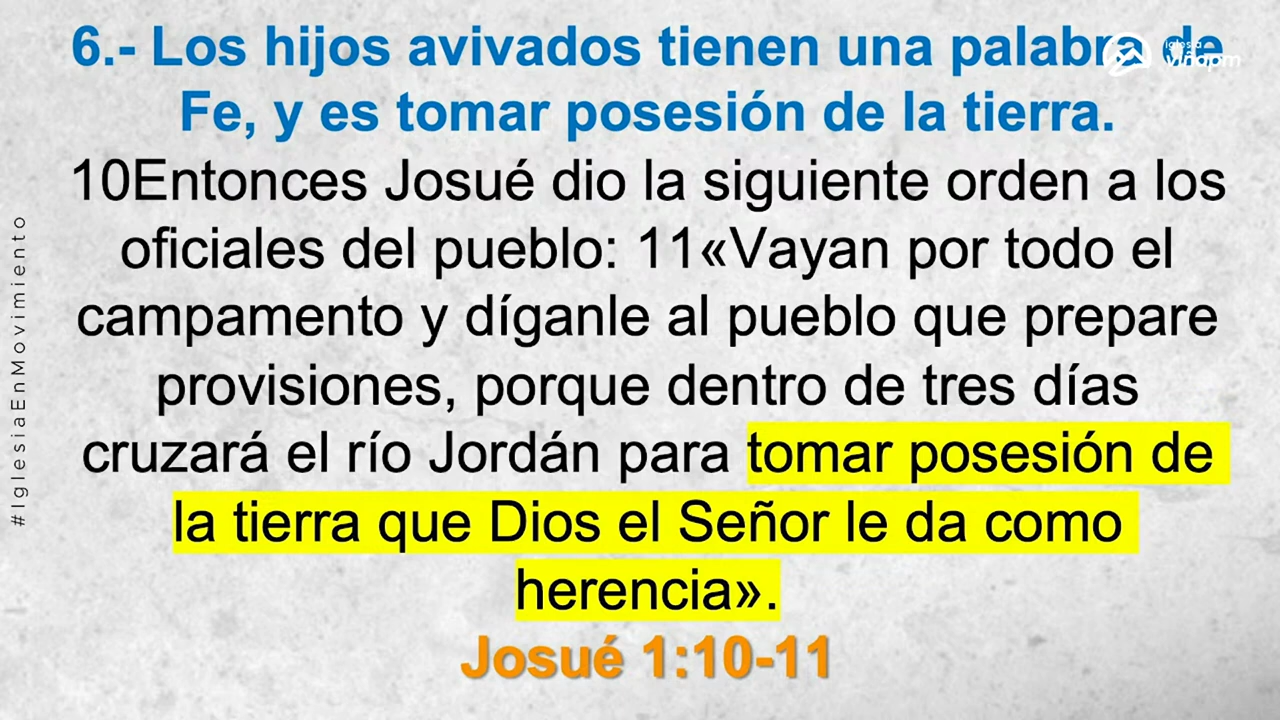 6.- Los hijos avivados tienen una palabra de
Fe, y es tomar posesión de la tierra.
10Entonces Josué dio la siguiente orden a los
oficiales del pueblo: 11«Vayan por todo el
campamento y díganle al pueblo que prepare
provisiones, porque dentro de tres días
cruzará el río Jordán para tomar posesión de
la tierra que Dios el Señor le da como
herencia».
Josué 1:10-11
#IglesiaEnMovimiento
iglesia